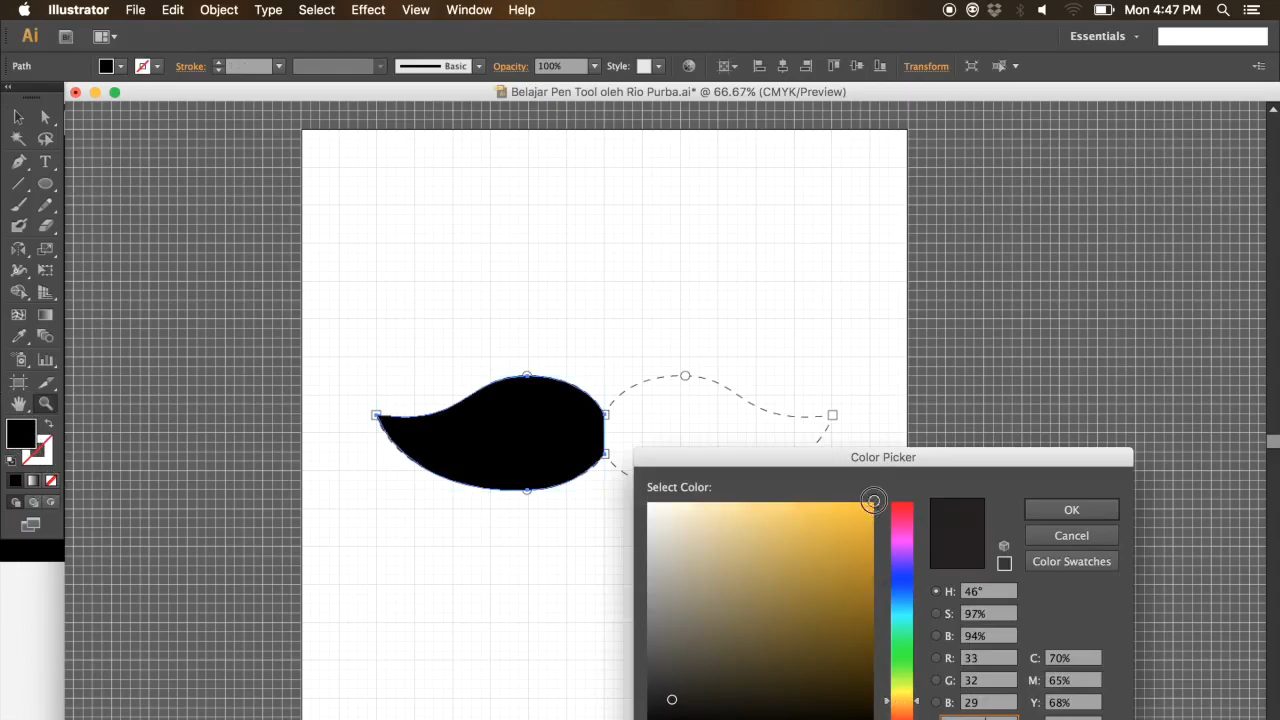 Illustrator File Edit Object Type Select Effect View Window Help Mon 4:47 PM
Ai Br Essentials
Path Stroke: Basic Opacity: 100% Style: Transform
Belajar Pen Tool oleh Rio Purba.ai* @ 66.67% (CMYK/Preview)
T
Color Picker
Select Color:
OK
Cancel
Color Swatches
H: 46°
S: 97%
B: 94%
R: 33 C: 70%
G: 32 M: 65%
B: 29 Y: 68%